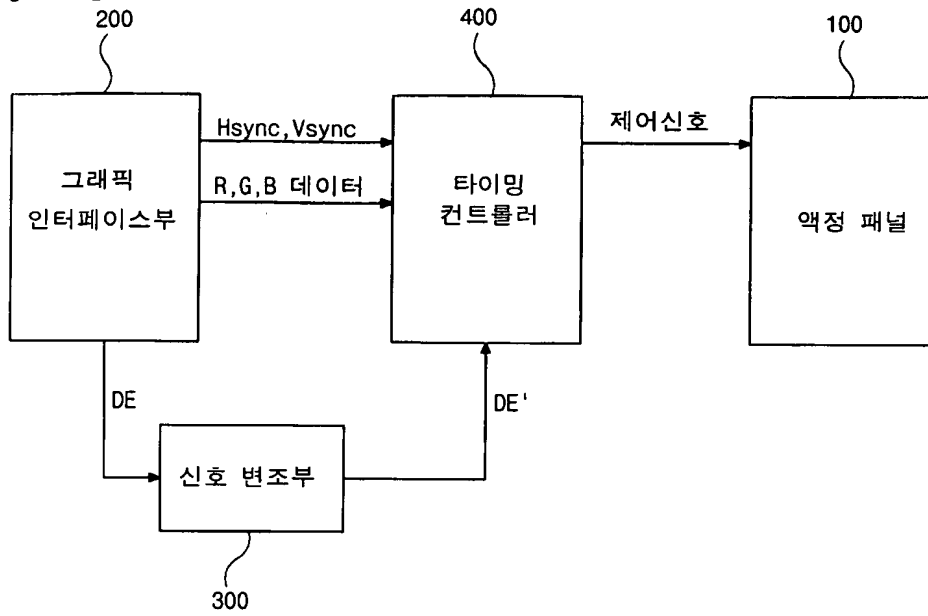 200
400
100
Hsync,Vsync
제어신호
그래픽
인터페이스부
R,G,B 데이터
타이밍
컨트롤러
액정 패널
DE
DE'
신호 변조부
300